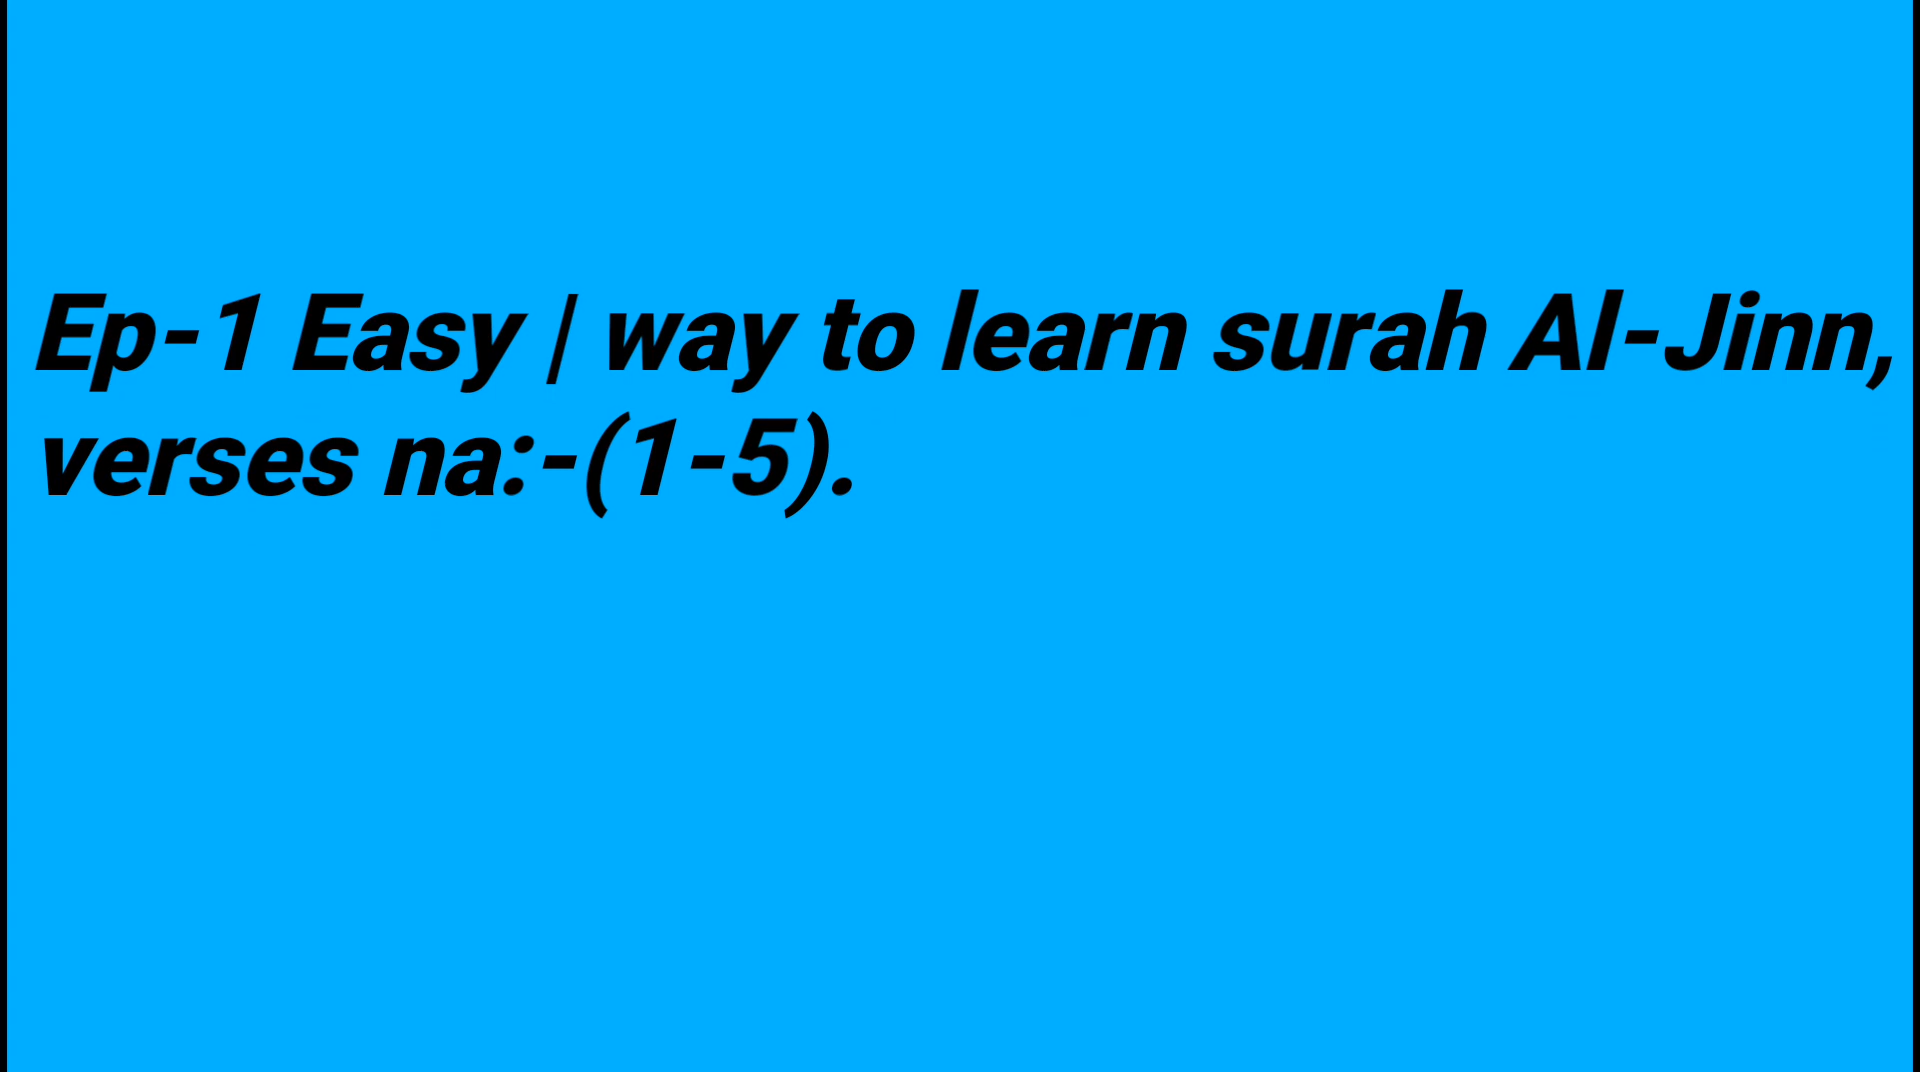 Ep-1 Easy | way to learn surah Al-Jinn,
verses na:-(1-5).